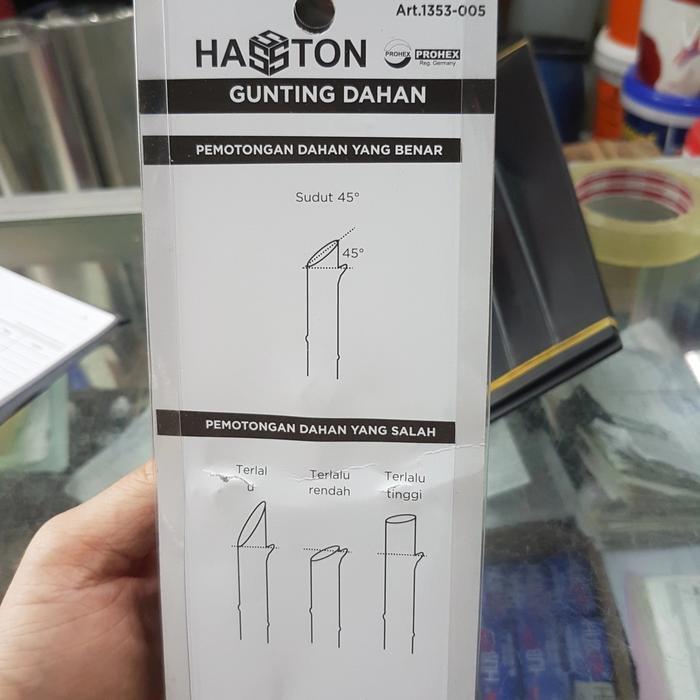 Art.1353-005
HASSTON
PROHEX PROHEX
Reg. Germany
GUNTING DAHAN
PEMOTONGAN DAHAN YANG BENAR
Sudut 45°
45°
PEMOTONGAN DAHAN YANG SALAH
Terlal
u
Terlalu
rendah
Terlalu
tinggi